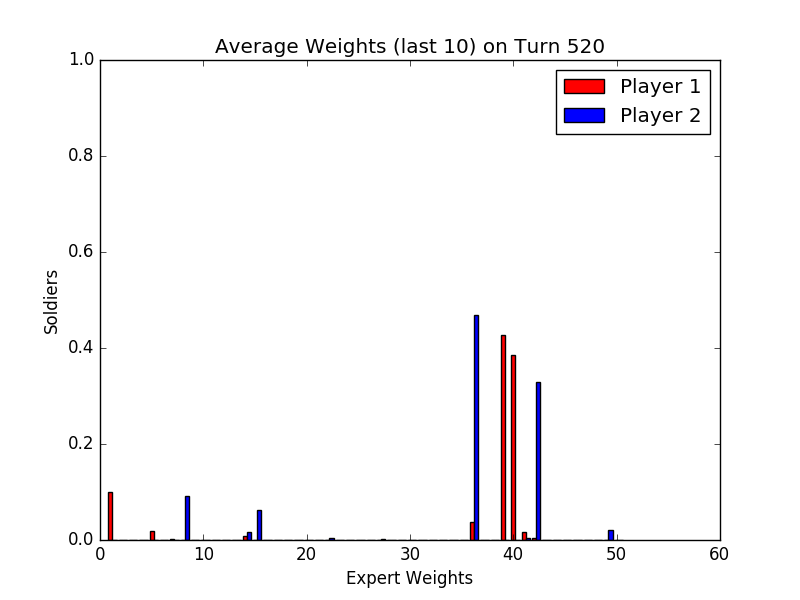 Average Weights (last 10) on Turn 520
1.0
0.8
0.6
0.4
0.2
0.0
Soldiers
Player 1
Player 2
0 10 20 30 40 50 60
Expert Weights